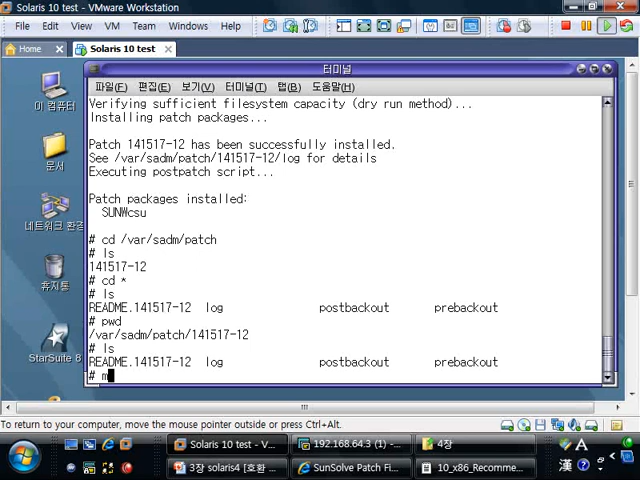 Solaris 10 test - VMware Workstation
File Edit View VM Team Windows Help
Home Solaris 10 test
터미널
파일(F) 편집(E) 보기(V) 터미널(T) 탭(B) 도움말(H)
이 컴퓨터
문서
네트워크 환경
휴지통
StarSuite 8
Verifying sufficient filesystem capacity (dry run method)...
Installing patch packages...
Patch 141517-12 has been successfully installed.
See /var/sadm/patch/141517-12/log for details
Executing postpatch script...
Patch packages installed:
SUNWcsu
# cd /var/sadm/patch
# ls
141517-12
# cd *
# ls
README.141517-12 log postbackout prebackout
# pwd
/var/sadm/patch/141517-12
# ls
README.141517-12 log postbackout prebackout
# m
To return to your computer, move the mouse pointer outside or press Ctrl+Alt.
Solaris 10 test - V... 192.168.64.3 (1) -... 4장
3장 solaris4 [호환 ... SunSolve Patch Fi... 10_x86_Recomme...
A
漢